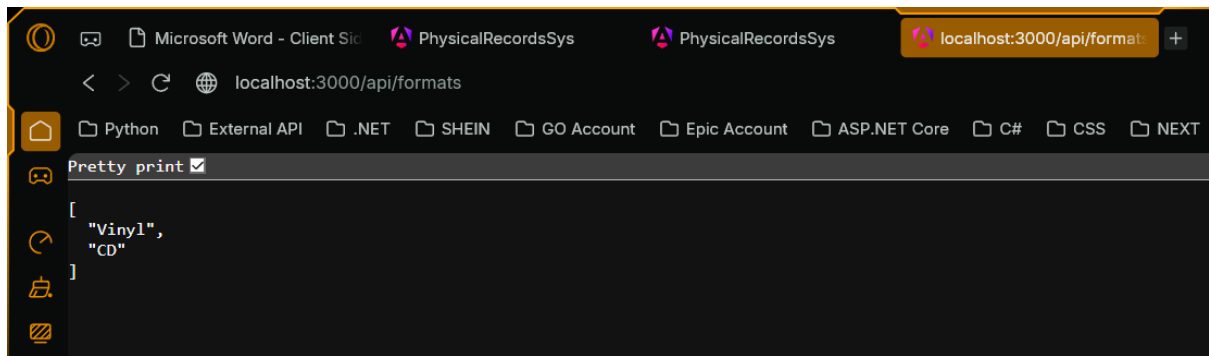 Microsoft Word - Client Sid PhysicalRecordsSys PhysicalRecordsSys localhost:3000/api/formats +
localhost:3000/api/formats
Python External API .NET SHEIN GO Account Epic Account ASP.NET Core C# CSS NEXT
Pretty print
[
"Vinyl",
"CD"
]